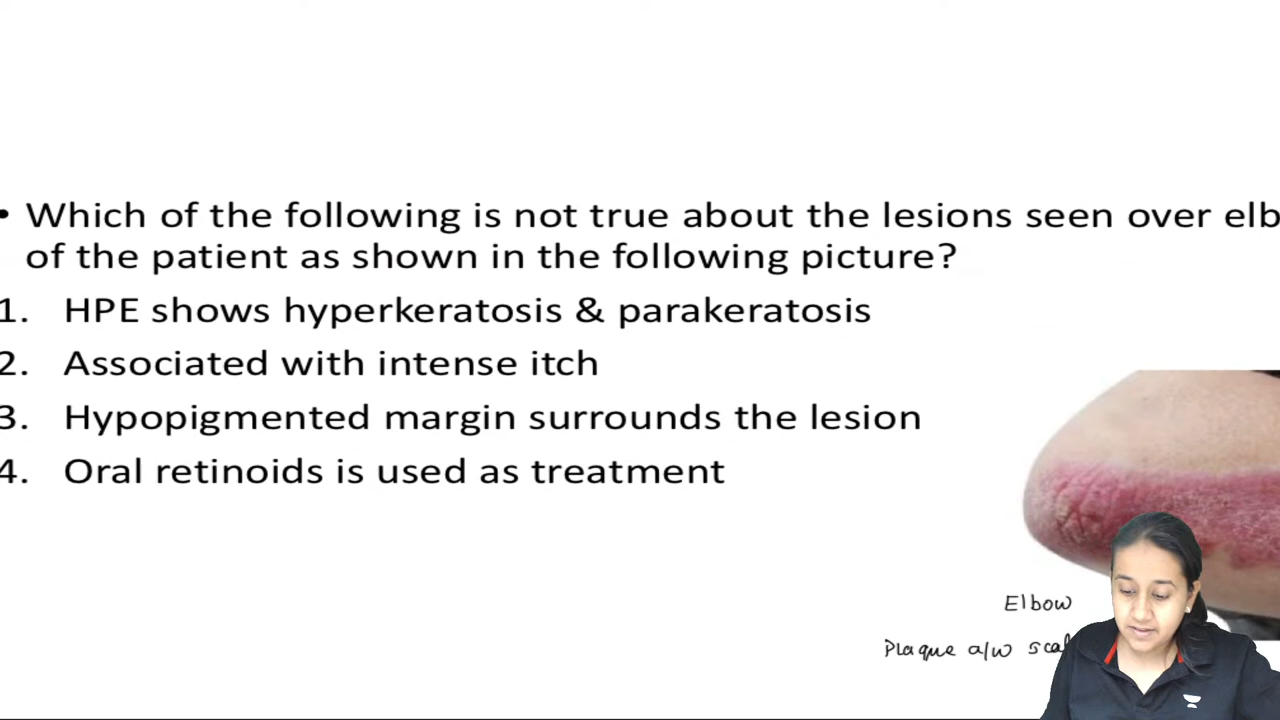 • Which of the following is not true about the lesions seen over elb
of the patient as shown in the following picture?
1. HPE shows hyperkeratosis & parakeratosis
2. Associated with intense itch
3. Hypopigmented margin surrounds the lesion
4. Oral retinoids is used as treatment
Elbow
Plaque a/w